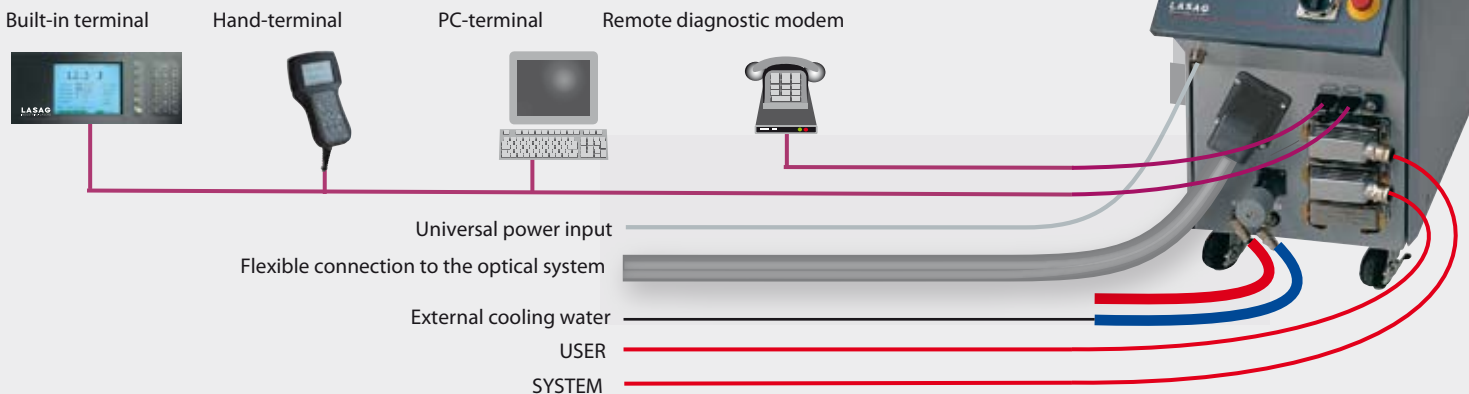 Built-in terminal
Hand-terminal
PC-terminal
Remote diagnostic modem
LASAG
LASAG
Universal power input
Flexible connection to the optical system
External cooling water
USER
SYSTEM